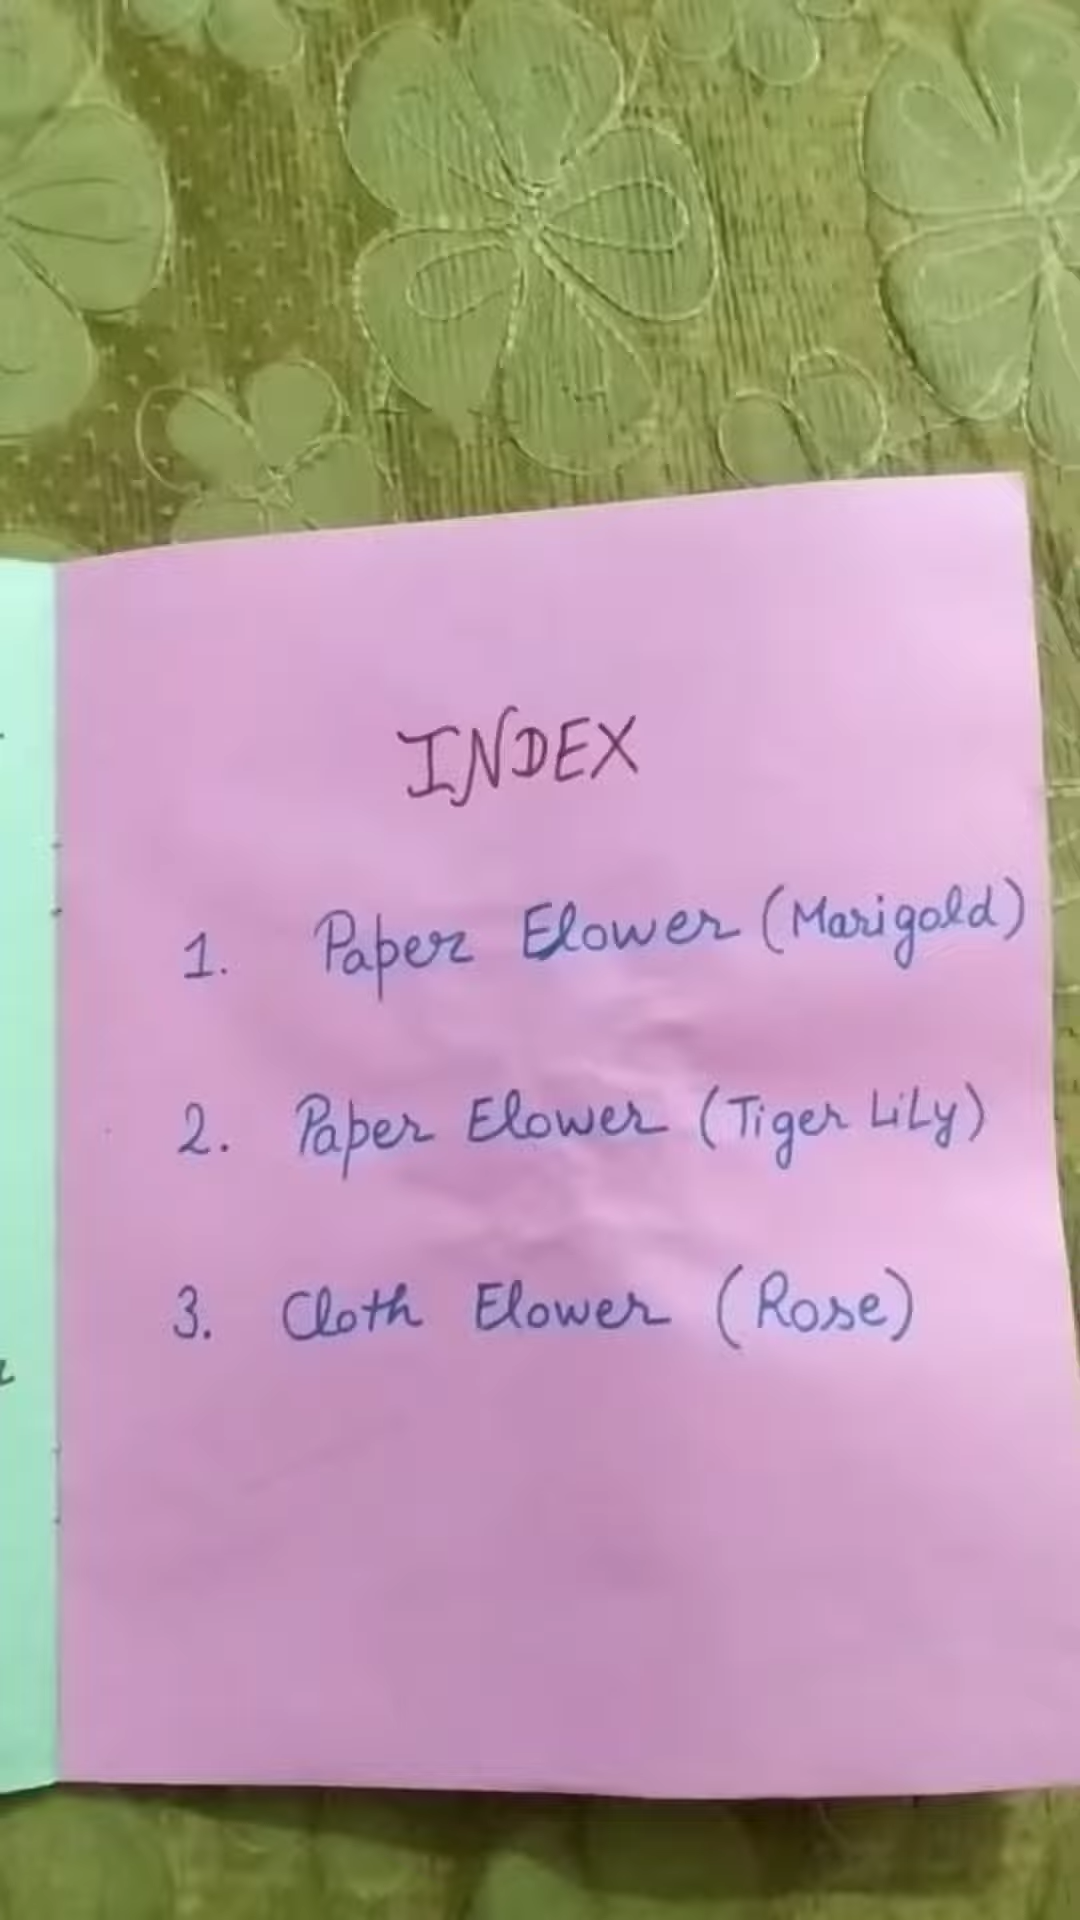 INDEX
1. Paper Flower (Marigold)
2. Paper Flower (Tiger Lily)
3. Cloth Flower (Rose)